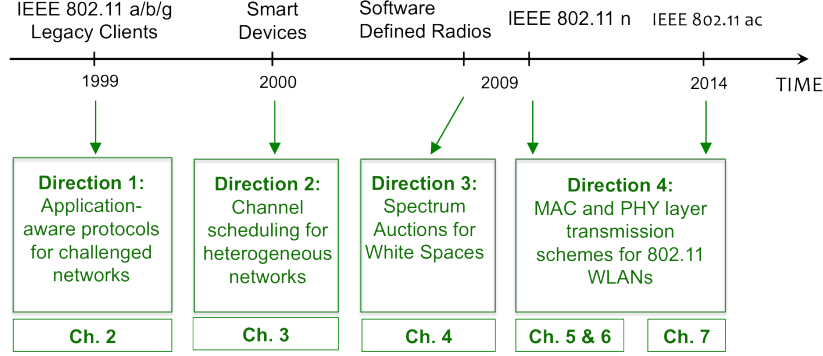 IEEE 802.11 a/b/g
Legacy Clients
Smart
Devices
Software
Defined Radios
IEEE 802.11 n
IEEE 802.11 ac
1999
2000
2009
2014
TIME
Direction 1:
Application-
aware protocols
for challenged
networks
Direction 2:
Channel
scheduling for
heterogeneous
networks
Direction 3:
Spectrum
Auctions for
White Spaces
Direction 4:
MAC and PHY layer
transmission
schemes for 802.11
WLANs
Ch. 2
Ch. 3
Ch. 4
Ch. 5 & 6
Ch. 7